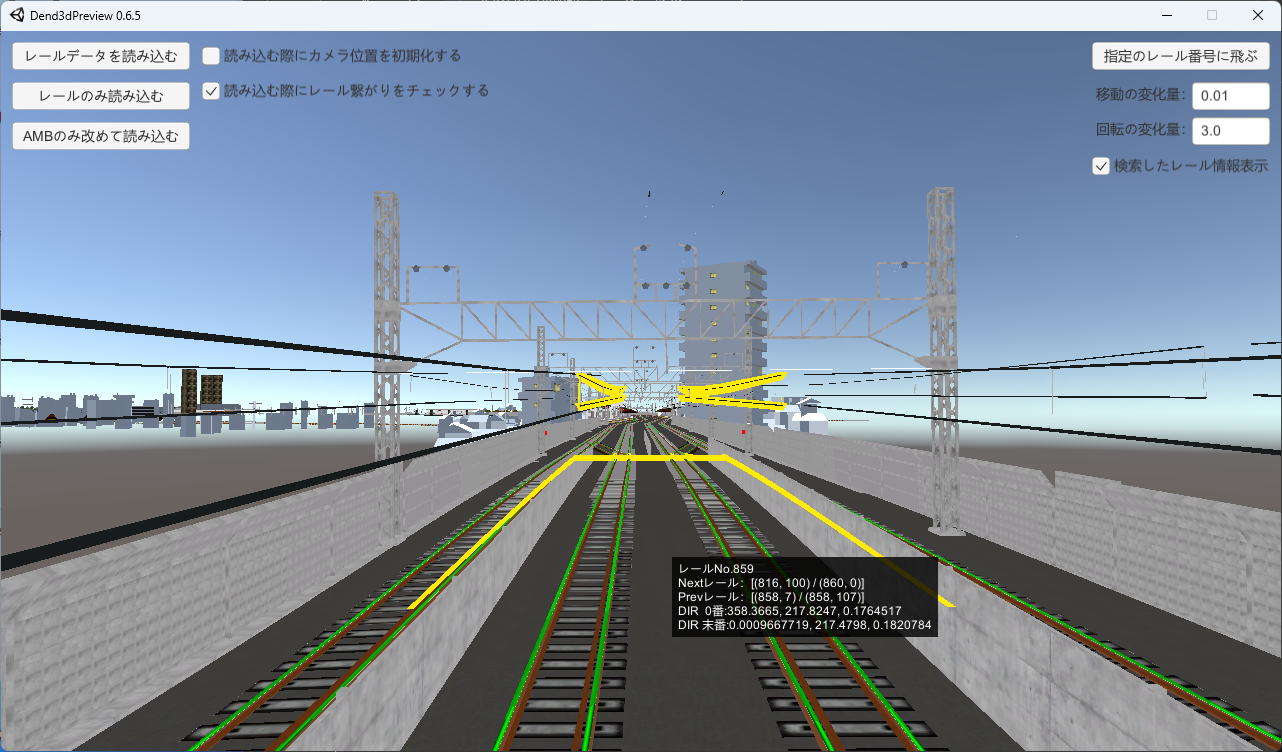 Dend3dPreview 0.6.5
レールデータを読み込む
読み込む際にカメラ位置を初期化する
指定のレール番号に飛ぶ
レールのみ読み込む
読み込む際にレール繋がりをチェックする
移動の変化量:
0.01
回転の変化量:
3.0
AMBのみ改めて読み込む
検索したレール情報表示
レールNo.859
Nextレール：[(816, 100) / (860, 0)]
Prevレール：[(858, 7) / (858, 107)]
DIR 0番:358.3665, 217.8247, 0.1764517
DIR 末番:0.0009667719, 217.4798, 0.1820784